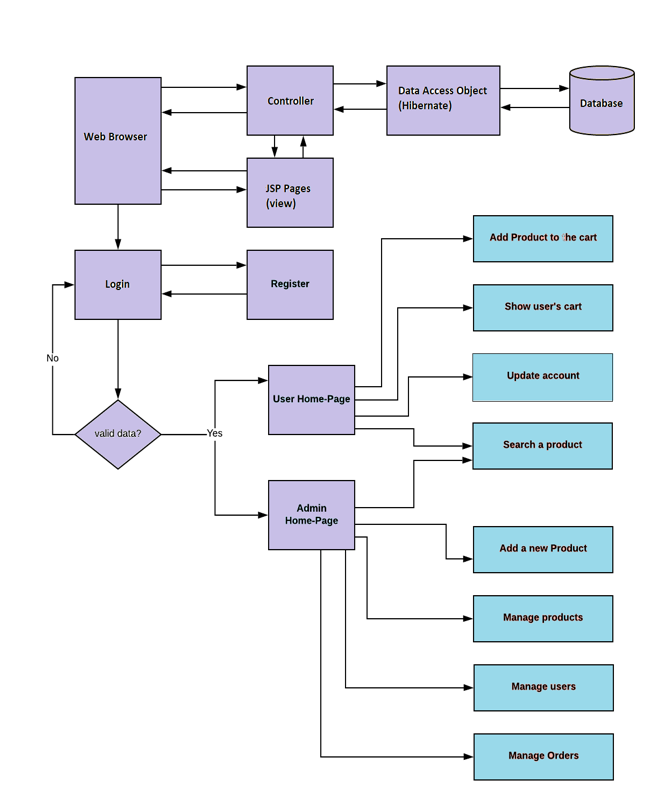 Web Browser
Controller
Data Access Object
(Hibernate)
Database
JSP Pages
(view)
Login
Register
No
valid data?
Yes
User Home-Page
Admin
Home-Page
Add Product to the cart
Show user's cart
Update account
Search a product
Add a new Product
Manage products
Manage users
Manage Orders